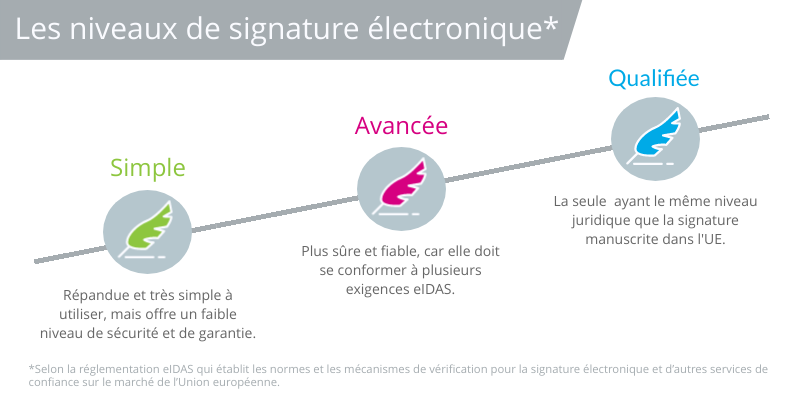 Les niveaux de signature électronique*
Simple
Répandue et très simple à
utiliser, mais offre un faible
niveau de sécurité et de garantie.
Avancée
Plus sûre et fiable, car elle doit
se conformer à plusieurs
exigences eIDAS.
Qualifiée
La seule ayant le même niveau
juridique que la signature
manuscrite dans l'UE.
*Selon la réglementation eIDAS qui établit les normes et les mécanismes de vérification pour la signature électronique et d'autres services de
confiance sur le marché de l'Union européenne.